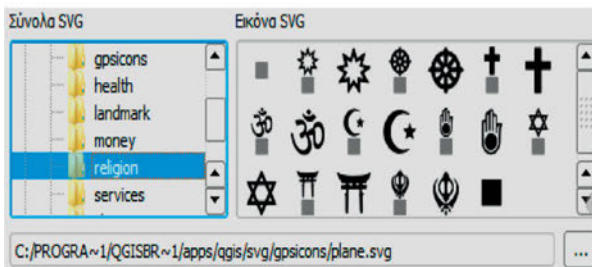 Σύνολα SVG
Εικόνα SVG
gpsicons
health
landmark
money
religion
services
C:/PROGRA~1/QGISBR~1/apps/qgis/svg/gpsicons/plane.svg
...